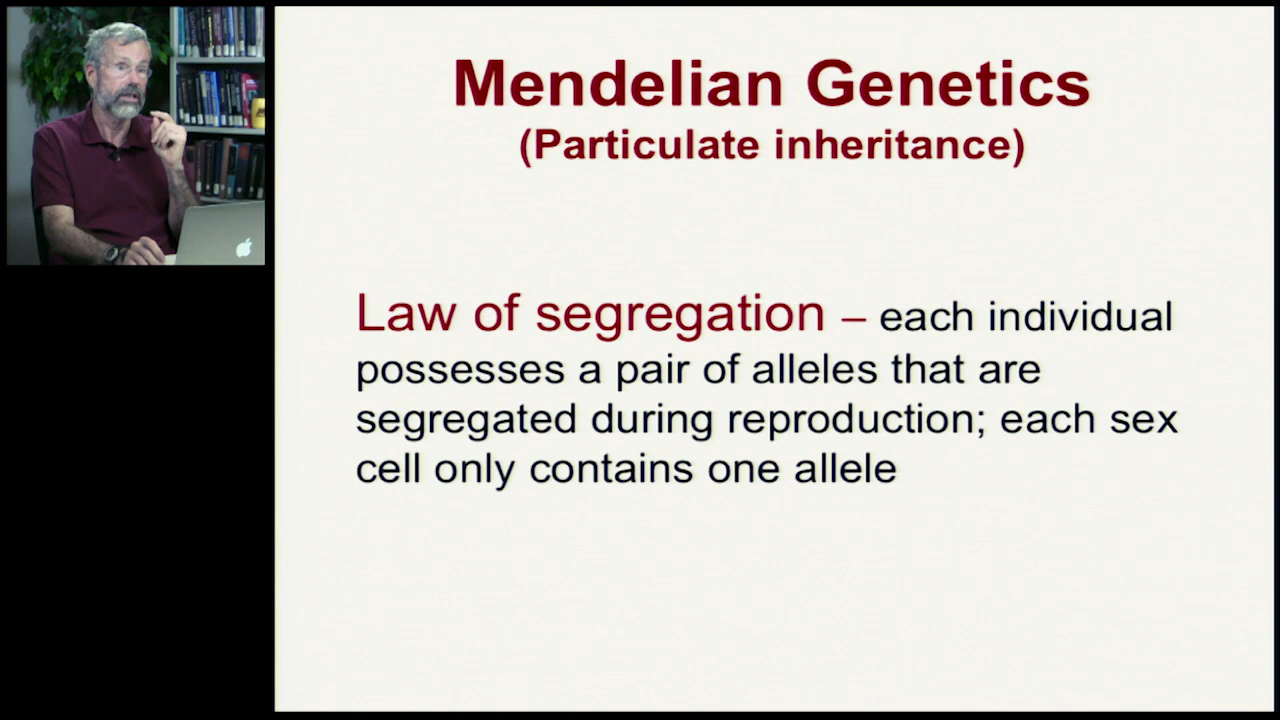 Mendelian Genetics
(Particulate inheritance)
Law of segregation – each individual
possesses a pair of alleles that are
segregated during reproduction; each sex
cell only contains one allele